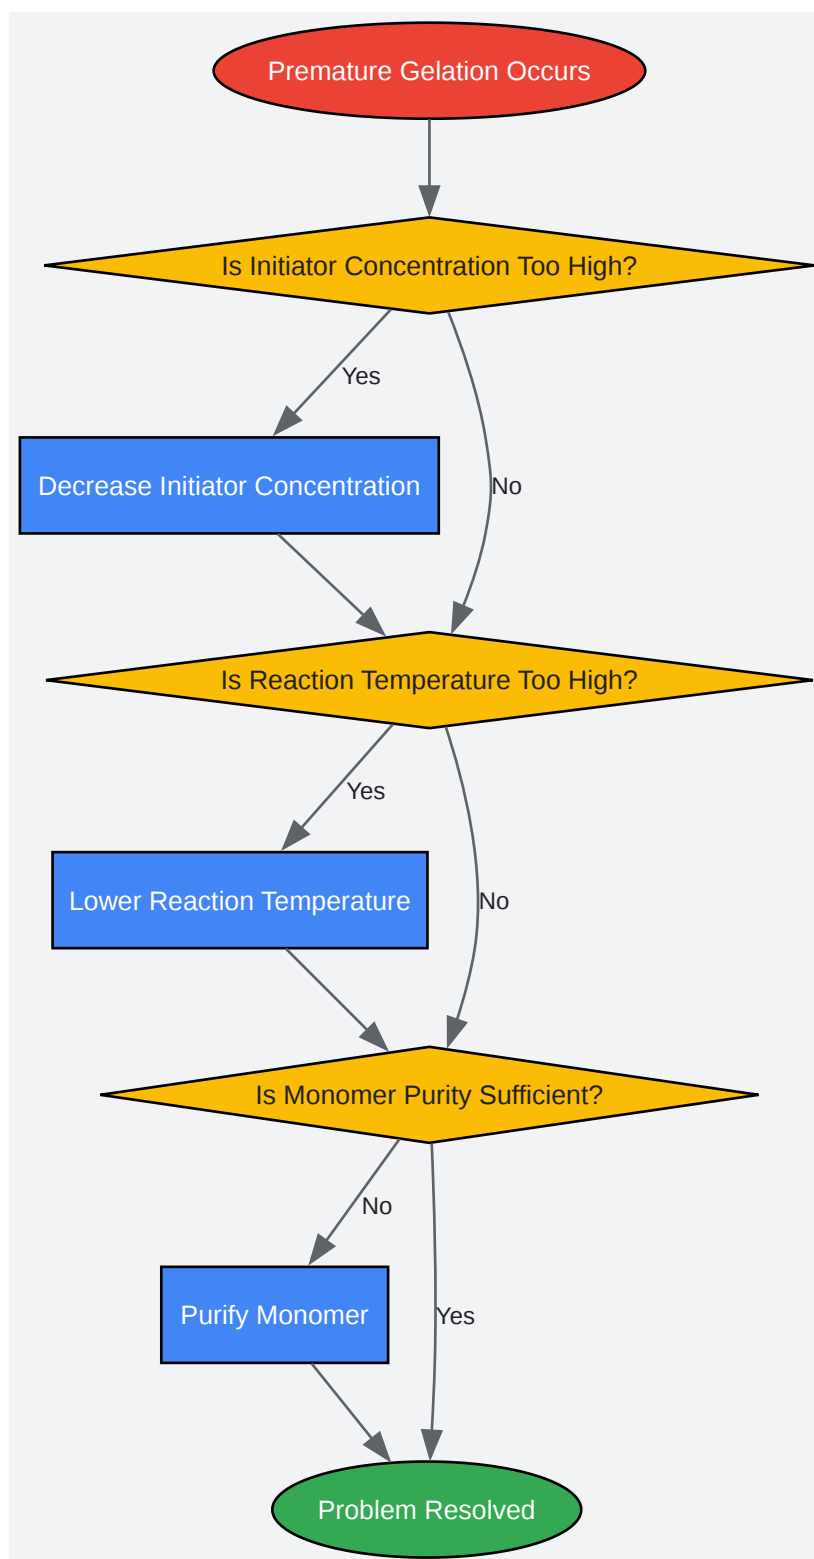 Premature Gelation Occurs
Is Initiator Concentration Too High?
Yes
Decrease Initiator Concentration
No
Is Reaction Temperature Too High?
Yes
Lower Reaction Temperature
No
Is Monomer Purity Sufficient?
No
Purify Monomer
Yes
Problem Resolved